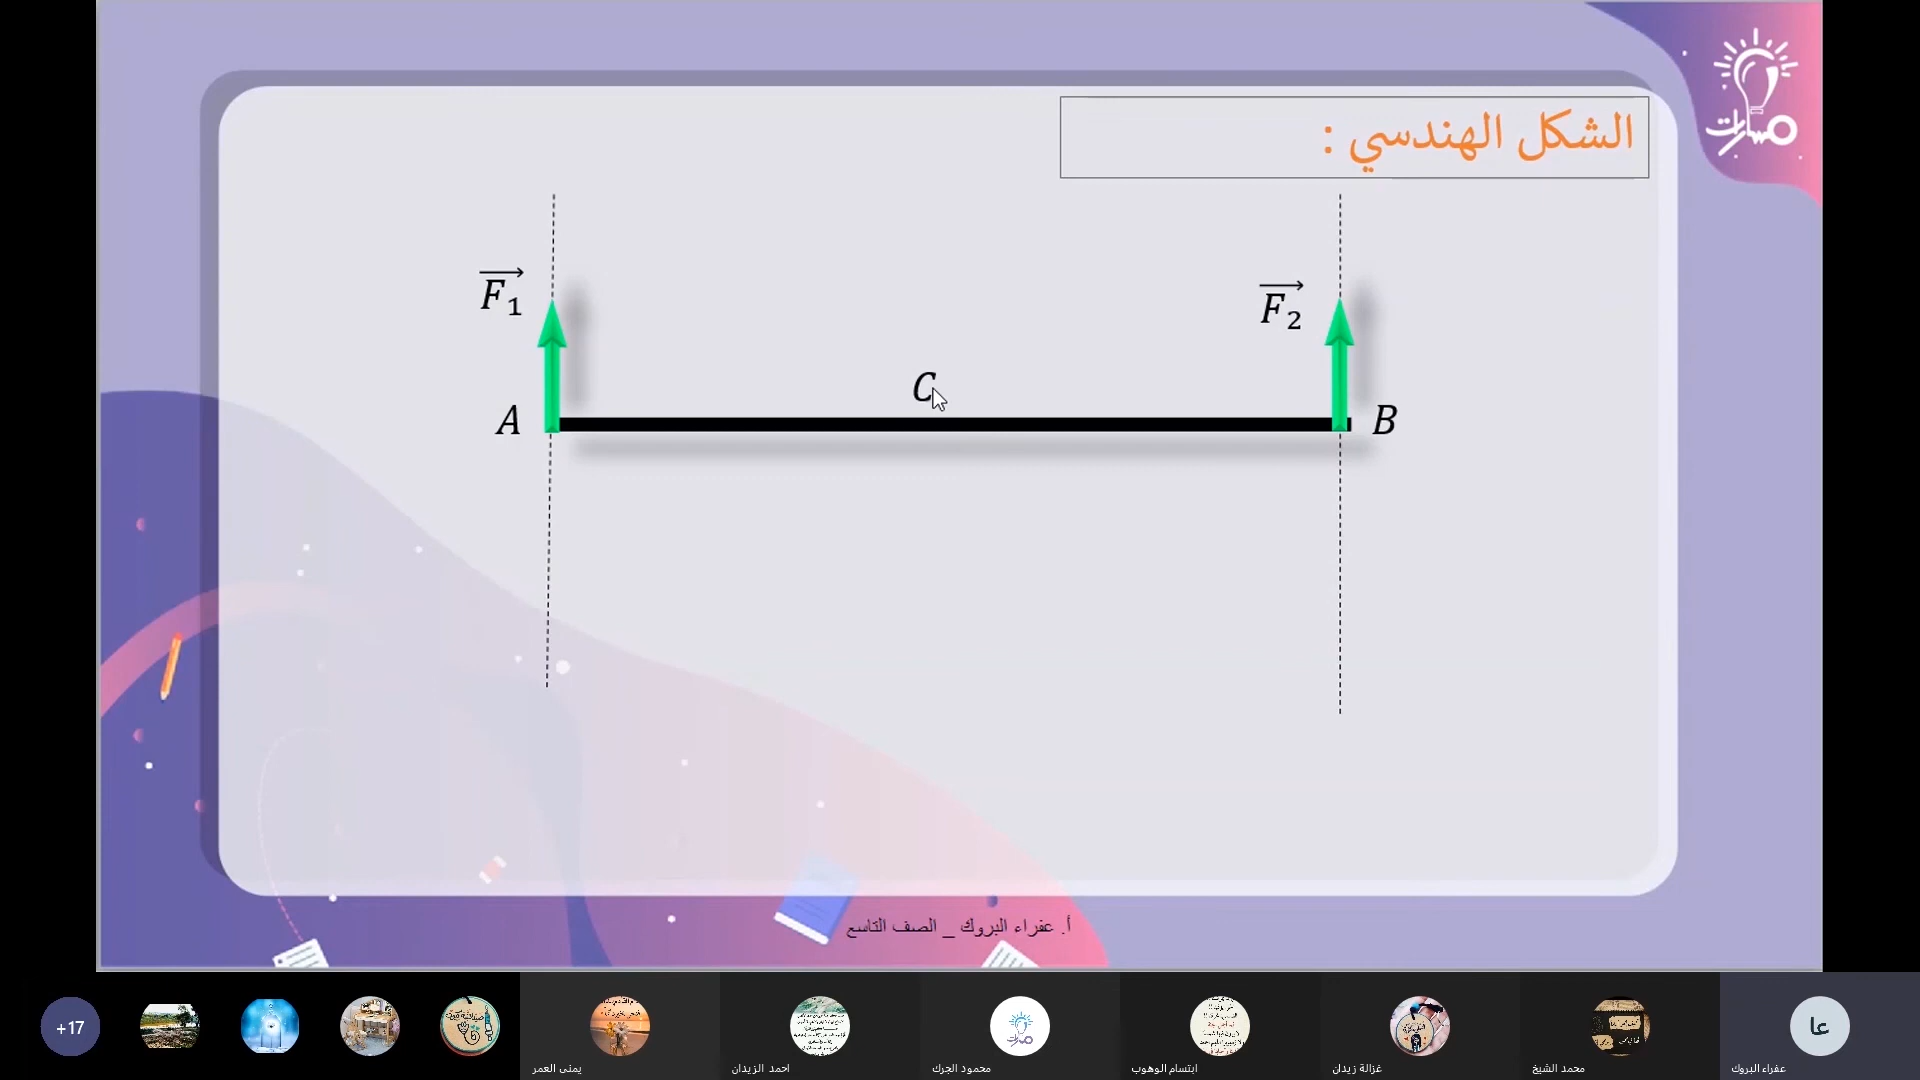 مسارات
الشكل الهندسي :
F₁
F₂
C
A
B
أ. عفراء البروك _ الصف التاسع
+17
يمنى العمر
احمد الزيدان
محمود الجرك
ابتسام الوهوب
غزالة زيدان
محمد الشيخ
عا
عفراء البروك